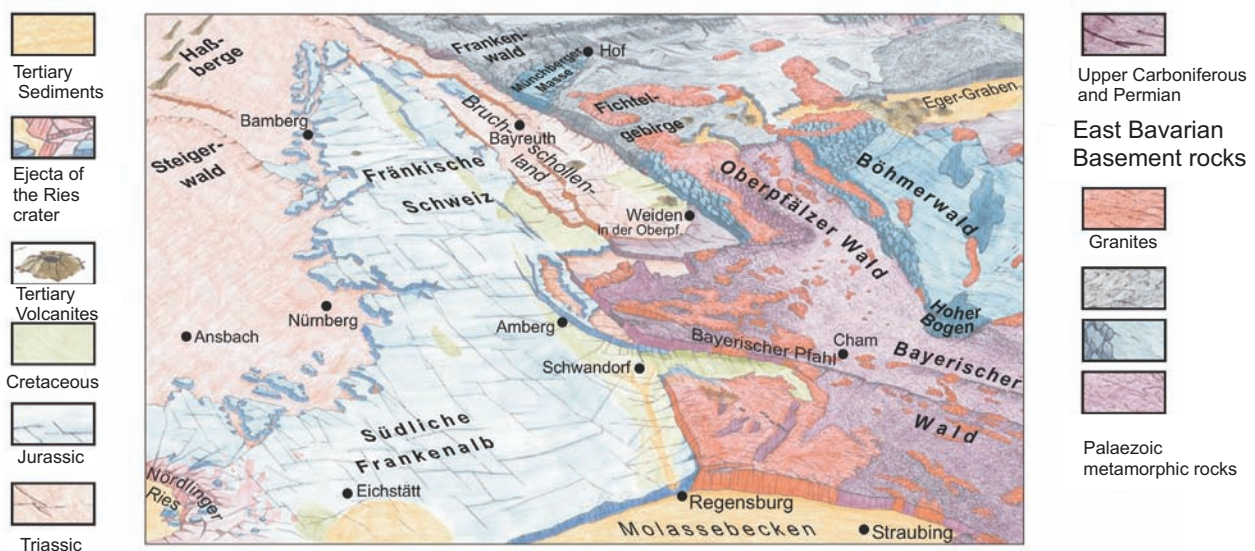 Tertiary
Sediments
Ejecta of
the Ries
crater
Tertiary
Volcanites
Cretaceous
Jurassic
Triassic
Haß-
berge
Franken-
wald
Hof
Münchberger
Masse
Fichtel-
gebirge
Eger-Graben
Bamberg
Bayreuth
Bruch-
schollen-
land
Steiger-
wald
Fränkische
Schweiz
Oberpfälzer Wald
Böhmerwald
Weiden
in der Oberpf.
Nürnberg
Ansbach
Amberg
Hoher
Bogen
Bayerischer Pfahl
Cham
Bayerischer
Wald
Schwandorf
Südliche
Frankenalb
Nördlinger
Ries
Eichstätt
Regensburg
Molassebecken
Straubing
Upper Carboniferous
and Permian
East Bavarian
Basement rocks
Granites
Palaezoic
metamorphic rocks